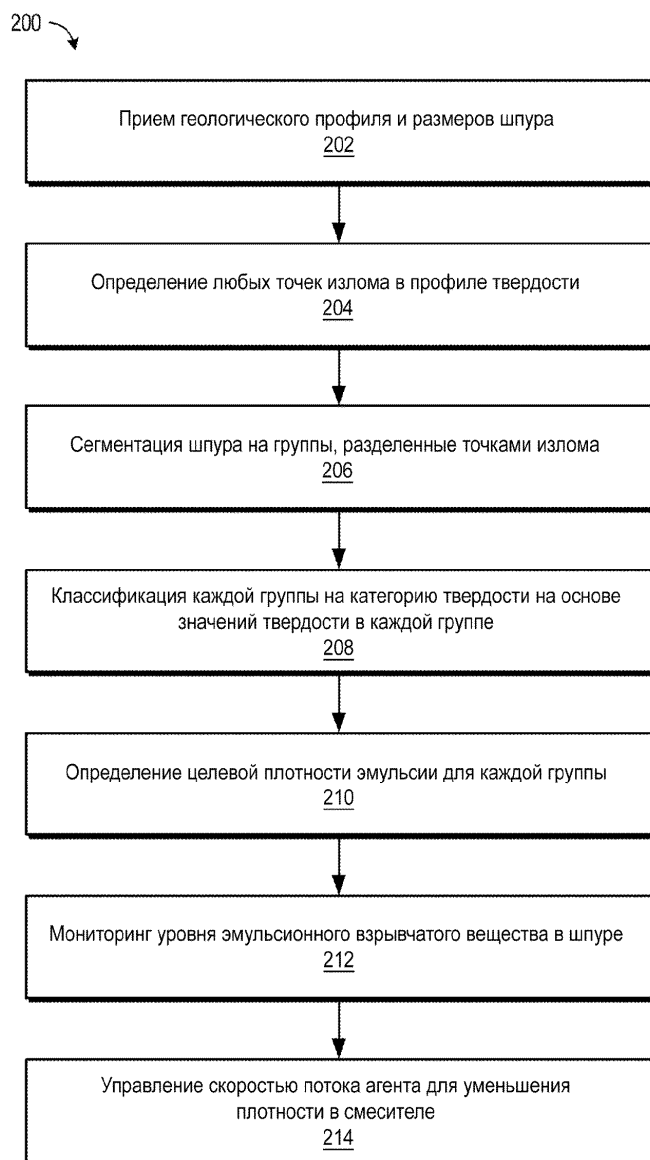 200
Прием геологического профиля и размеров шпура
202
Определение любых точек излома в профиле твердости
204
Сегментация шпура на группы, разделенные точками излома
206
Классификация каждой группы на категорию твердости на основе
значений твердости в каждой группе
208
Определение целевой плотности эмульсии для каждой группы
210
Мониторинг уровня эмульсионного взрывчатого вещества в шпуре
212
Управление скоростью потока агента для уменьшения
плотности в смесителе
214